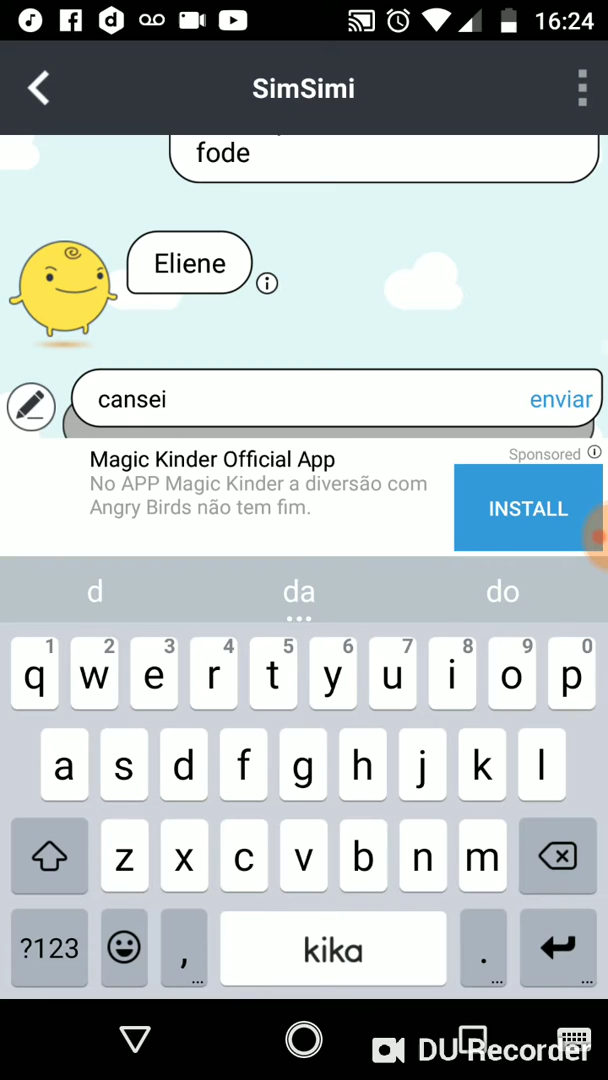 16:24
SimSimi
fode
Eliene
cansei
enviar
Magic Kinder Official App
Sponsored
No APP Magic Kinder a diversão com
Angry Birds não tem fim.
INSTALL
d da do
1 2 3 4 5 6 7 8 9 0
q w e r t y u i o p
a s d f g h j k l
z x c v b n m
?123 , kika .
DU Recorder